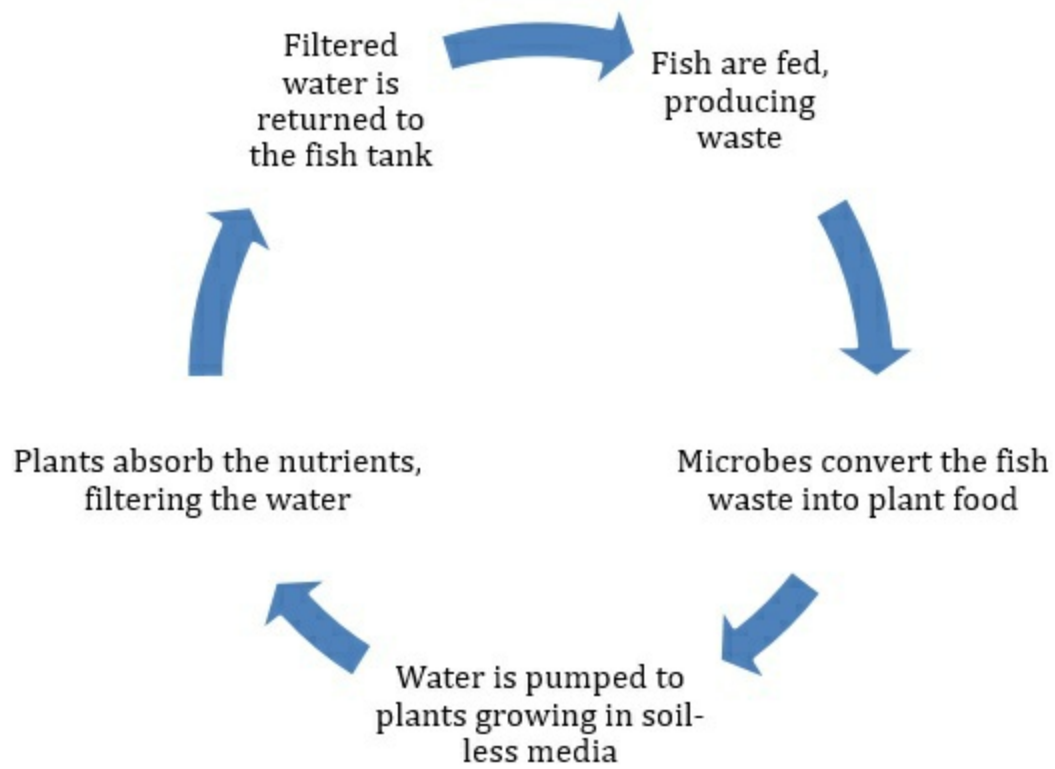 Filtered
water is
returned to
the fish tank
Fish are fed,
producing
waste
Microbes convert the fish
waste into plant food
Water is pumped to
plants growing in soil-
less media
Plants absorb the nutrients,
filtering the water